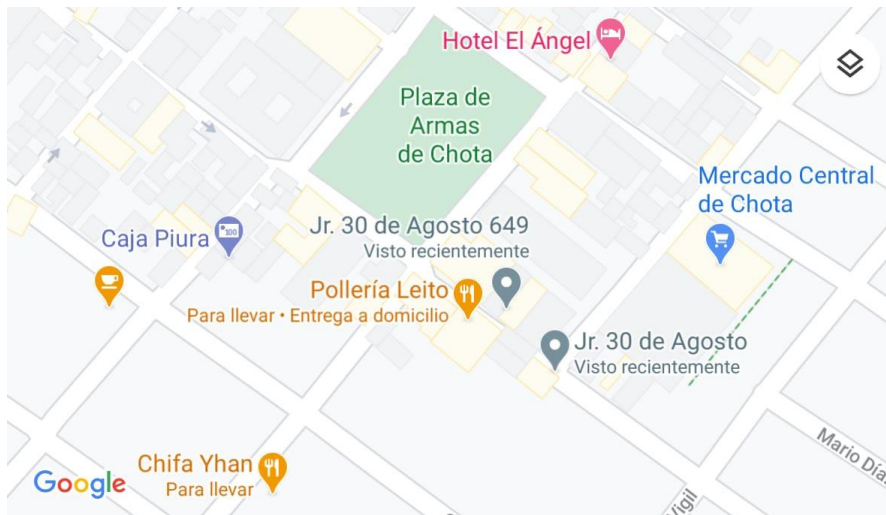 Hotel El Ángel
Plaza de
Armas
de Chota
Mercado Central
de Chota
Jr. 30 de Agosto 649
Visto recientemente
Caja Piura
100
Pollería Leito
Para llevar • Entrega a domicilio
Jr. 30 de Agosto
Visto recientemente
Mario Díaz
Chifa Yhan
Para llevar
Google
Vigil